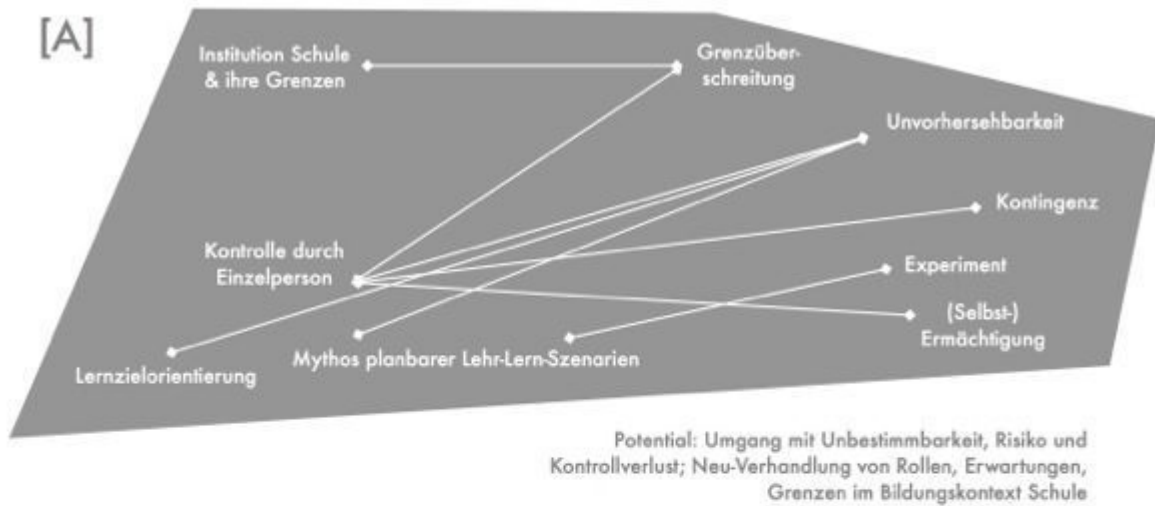 [A]
Institution Schule
& ihre Grenzen
Grenzüber-
schreitung
Unvorhersehbarkeit
Kontingenz
Kontrolle durch
Einzelperson
Experiment
(Selbst-)
Ermächtigung
Mythos planbarer Lehr-Lern-Szenarien
Lernzielorientierung
Potential: Umgang mit Unbestimmbarkeit, Risiko und
Kontrollverlust; Neu-Verhandlung von Rollen, Erwartungen,
Grenzen im Bildungskontext Schule